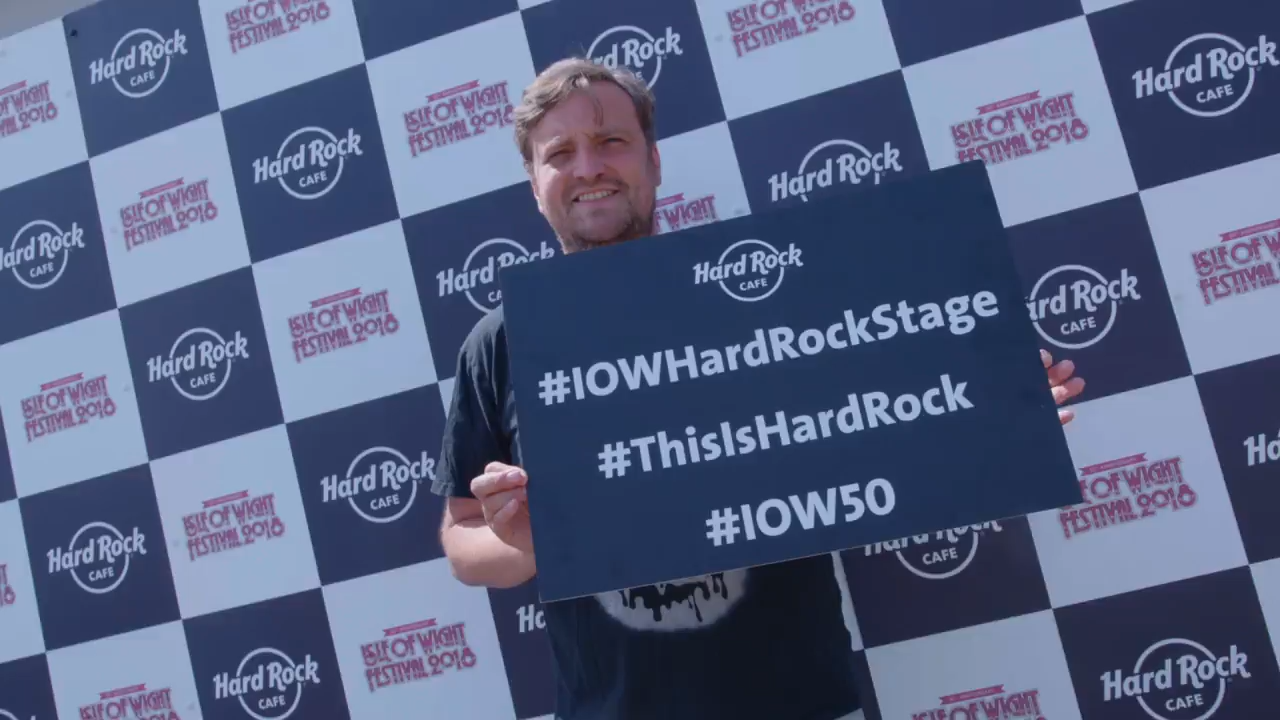 Hard Rock
CAFE
#IOWHardRockStage
#ThisIsHardRock
#IOW50
Hard Rock
CAFE
ISLE OF WIGHT
FESTIVAL 2018